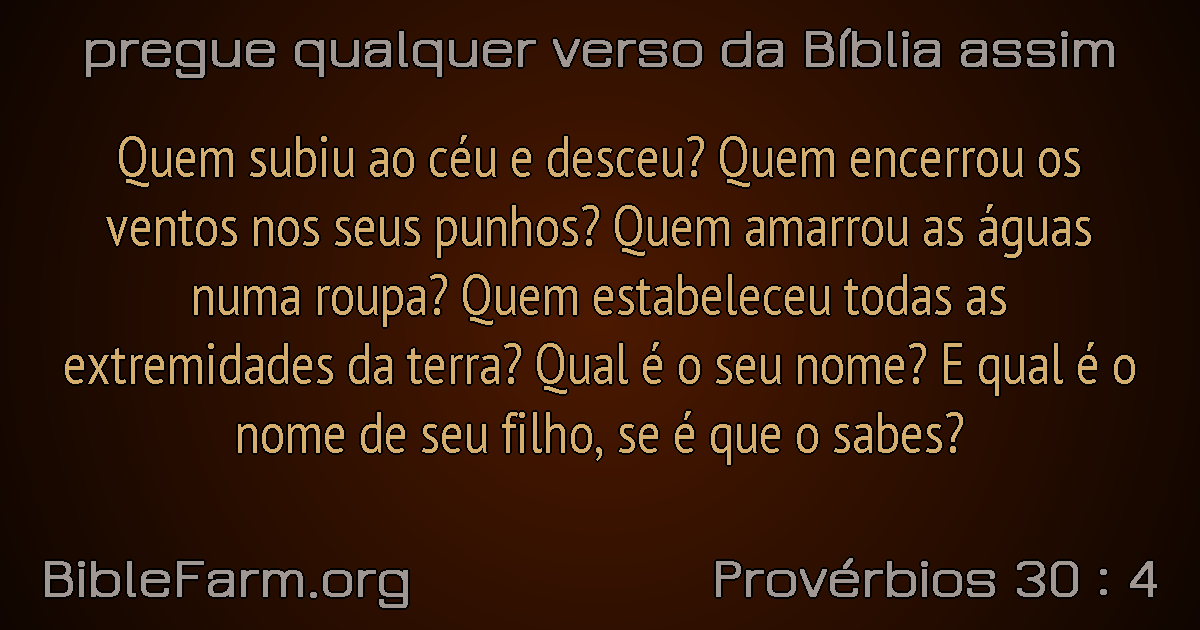 pregue qualquer verso da Bíblia assim
Quem subiu ao céu e desceu? Quem encerrou os
ventos nos seus punhos? Quem amarrou as águas
numa roupa? Quem estabeleceu todas as
extremidades da terra? Qual é o seu nome? E qual é o
nome de seu filho, se é que o sabes?
BibleFarm.org
Provérbios 30 : 4